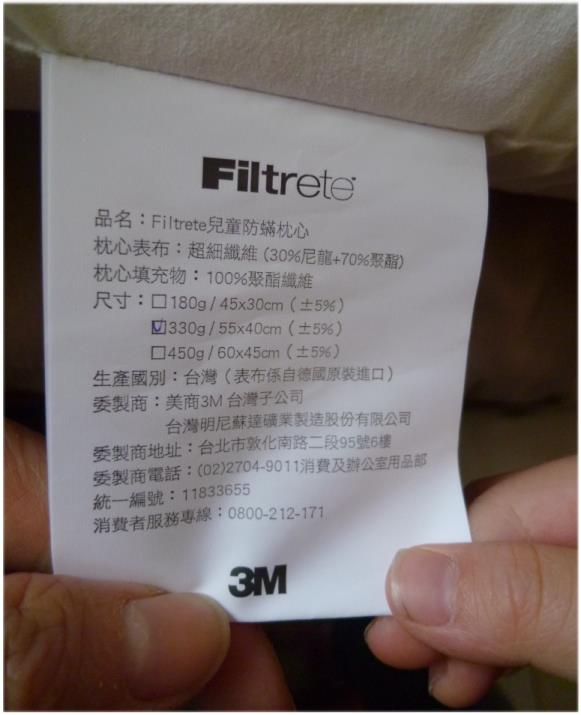 Filtrete™
品名：Filtrete兒童防蟎枕心
枕心表布：超細纖維 (30%尼龍+70%聚酯)
枕心填充物：100%聚酯纖維
尺寸：☐180g / 45x30cm (±5%)
☑330g / 55x40cm (±5%)
☐450g / 60x45cm (±5%)
生產國別：台灣 (表布係自德國原裝進口)
委製商：美商3M 台灣子公司
台灣明尼蘇達礦業製造股份有限公司
委製商地址：台北市敦化南路二段95號6樓
委製商電話：(02)2704-9011消費及辦公室用品部
統一編號：11833655
消費者服務專線：0800-212-171
3M